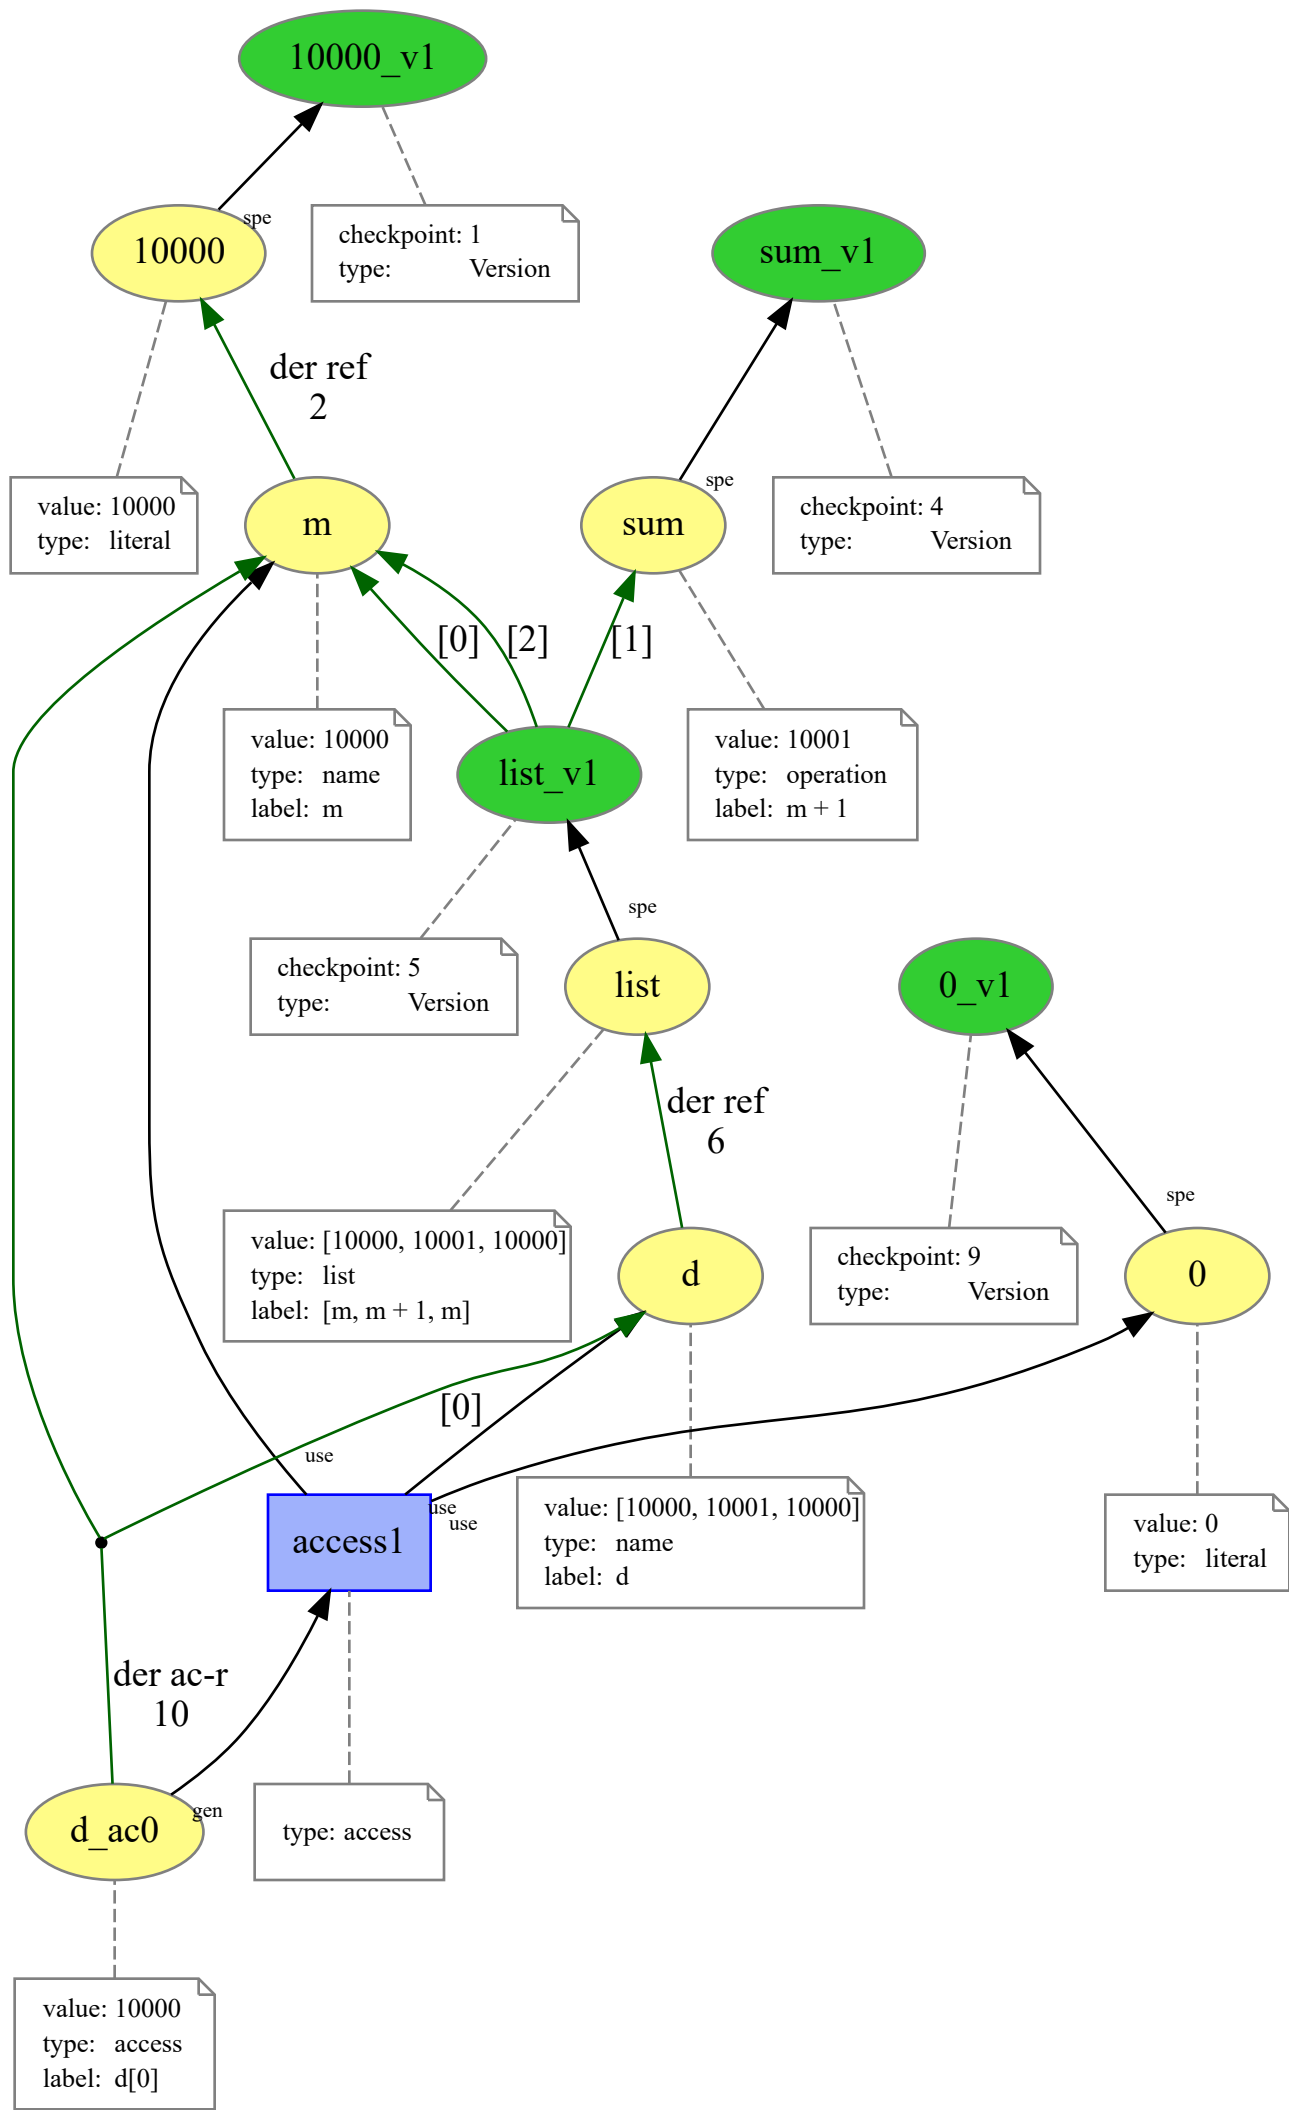 10000_v1
spe
10000
checkpoint: 1
type: Version
sum_v1
der ref
2
value: 10000
type: literal
m
sum
spe
checkpoint: 4
type: Version
[0]
[2]
[1]
value: 10000
type: name
label: m
list_v1
value: 10001
type: operation
label: m + 1
spe
checkpoint: 5
type: Version
list
0_v1
der ref
6
spe
value: [10000, 10001, 10000]
type: list
label: [m, m + 1, m]
d
checkpoint: 9
type: Version
0
[0]
use
use
use
access1
value: [10000, 10001, 10000]
type: name
label: d
value: 0
type: literal
der ac-r
10
d_ac0
gen
type: access
value: 10000
type: access
label: d[0]